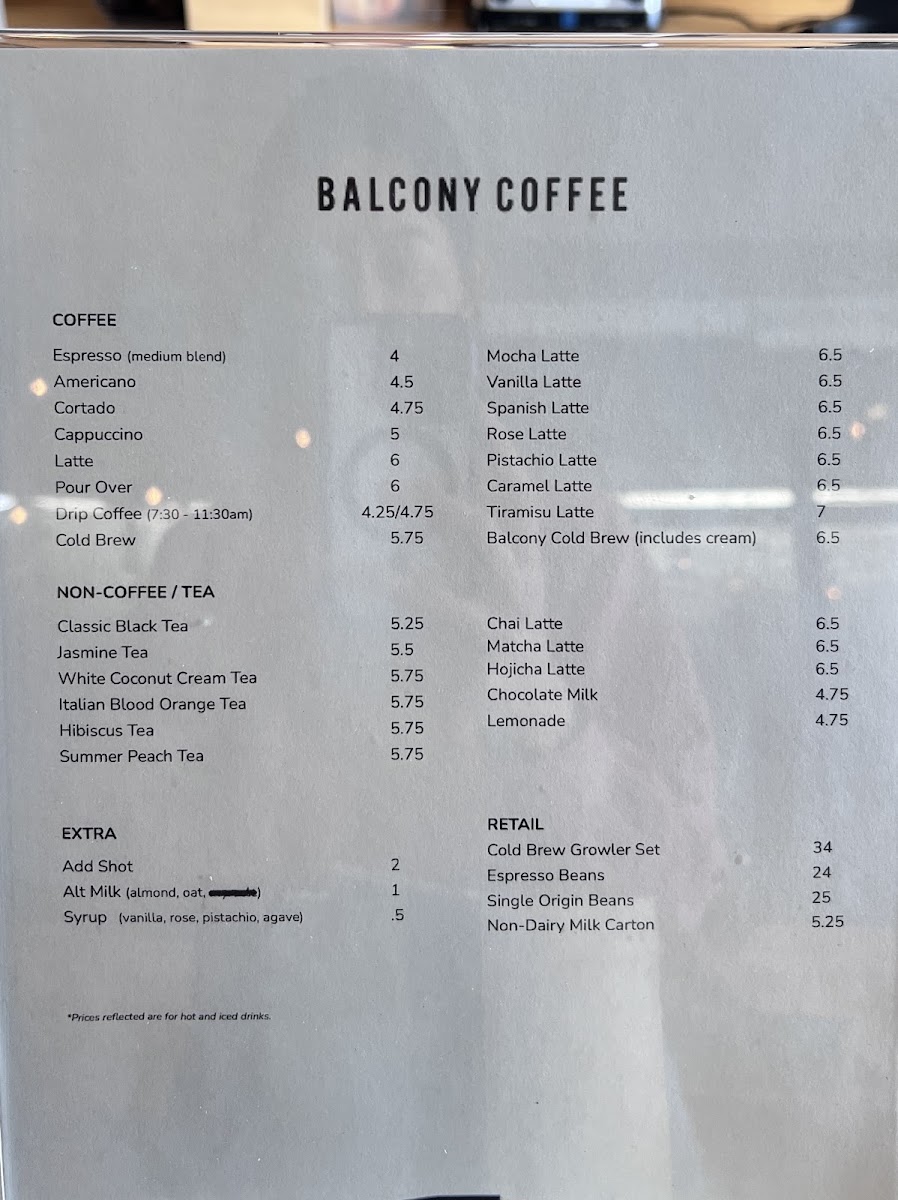 BALCONY COFFEE
COFFEE
Espresso (medium blend) 4
Americano 4.5
Cortado 4.75
Cappuccino 5
Latte 6
Pour Over 6
Drip Coffee (7:30 - 11:30am) 4.25/4.75
Cold Brew 5.75
Mocha Latte 6.5
Vanilla Latte 6.5
Spanish Latte 6.5
Rose Latte 6.5
Pistachio Latte 6.5
Caramel Latte 6.5
Tiramisu Latte 7
Balcony Cold Brew (includes cream) 6.5
NON-COFFEE / TEA
Classic Black Tea 5.25
Jasmine Tea 5.5
White Coconut Cream Tea 5.75
Italian Blood Orange Tea 5.75
Hibiscus Tea 5.75
Summer Peach Tea 5.75
Chai Latte 6.5
Matcha Latte 6.5
Hojicha Latte 6.5
Chocolate Milk 4.75
Lemonade 4.75
EXTRA
Add Shot 2
Alt Milk (almond, oat, ) 1
Syrup (vanilla, rose, pistachio, agave) .5
RETAIL
Cold Brew Growler Set 34
Espresso Beans 24
Single Origin Beans 25
Non-Dairy Milk Carton 5.25
*Prices reflected are for hot and iced drinks.